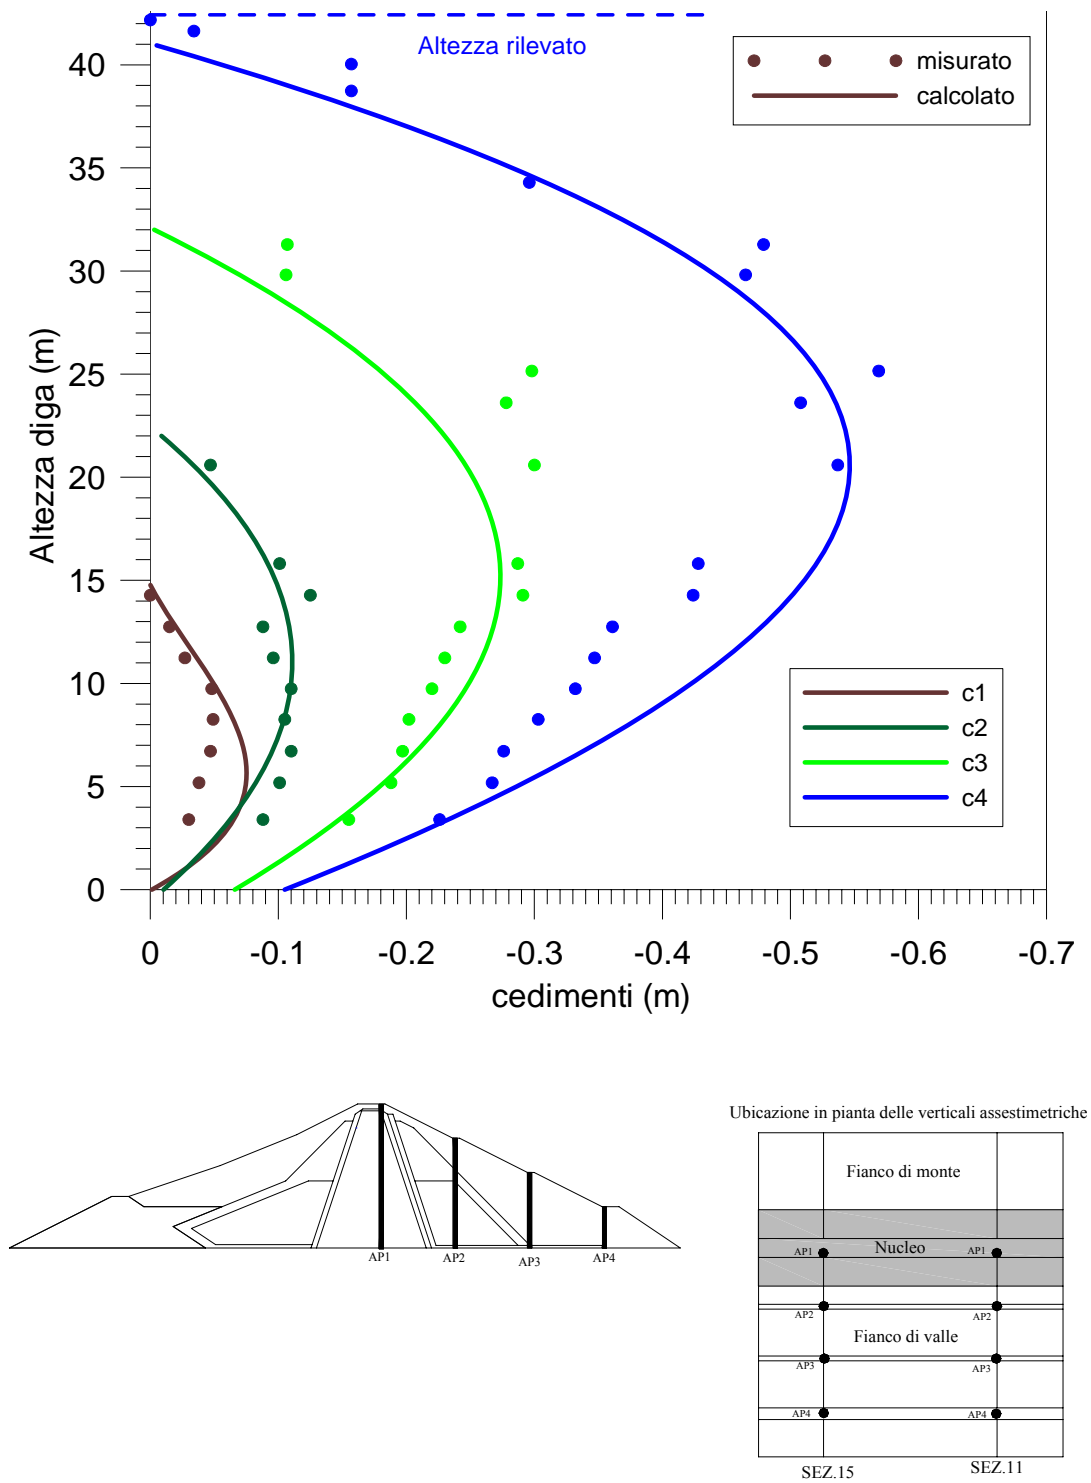 Altezza rilevato
misurato
calcolato
40
35
30
25
20
15
10
5
0
Altezza diga (m)
c1
c2
c3
c4
0 -0.1 -0.2 -0.3 -0.4 -0.5 -0.6 -0.7
cedimenti (m)
AP1 AP2 AP3 AP4
Ubicazione in pianta delle verticali assestimetriche
Fianco di monte
Nucleo
AP1 AP1
AP2 AP2
Fianco di valle
AP3 AP3
AP4 AP4
SEZ.15 SEZ.11